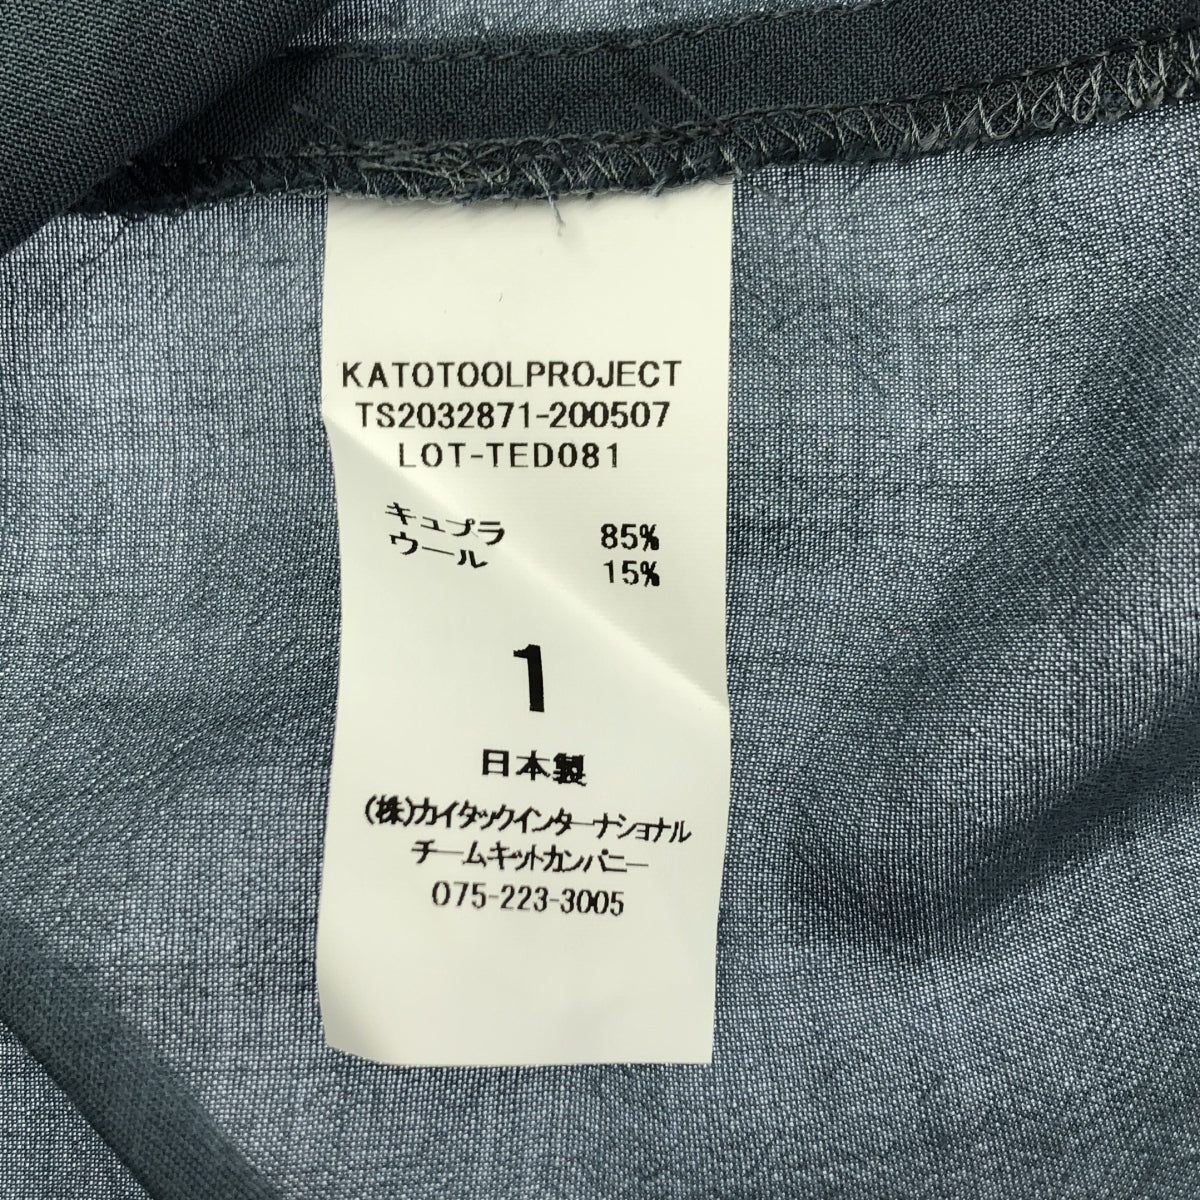 KATOTOOLPROJECT
TS2032871-200507
LOT-TED081
キュプラ 85%
ウール 15%
1
日本製
(株)カイタックインターナショナル
チームキットカンパニー
075-223-3005